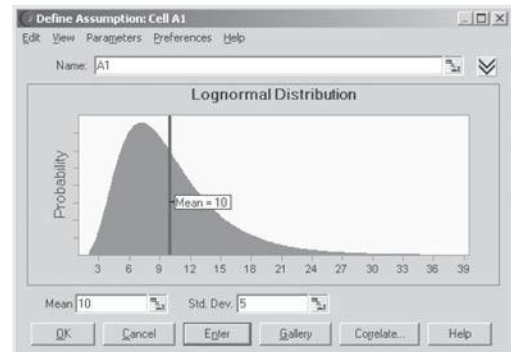 Define Assumption: Cell A1
Edit View Parameters Preferences Help
Name: A1
Lognormal Distribution
Probability
Mean = 10
3 6 9 12 15 18 21 24 27 30 33 36 39
Mean 10 Std. Dev. 5
OK Cancel Enter Gallery Correlate... Help